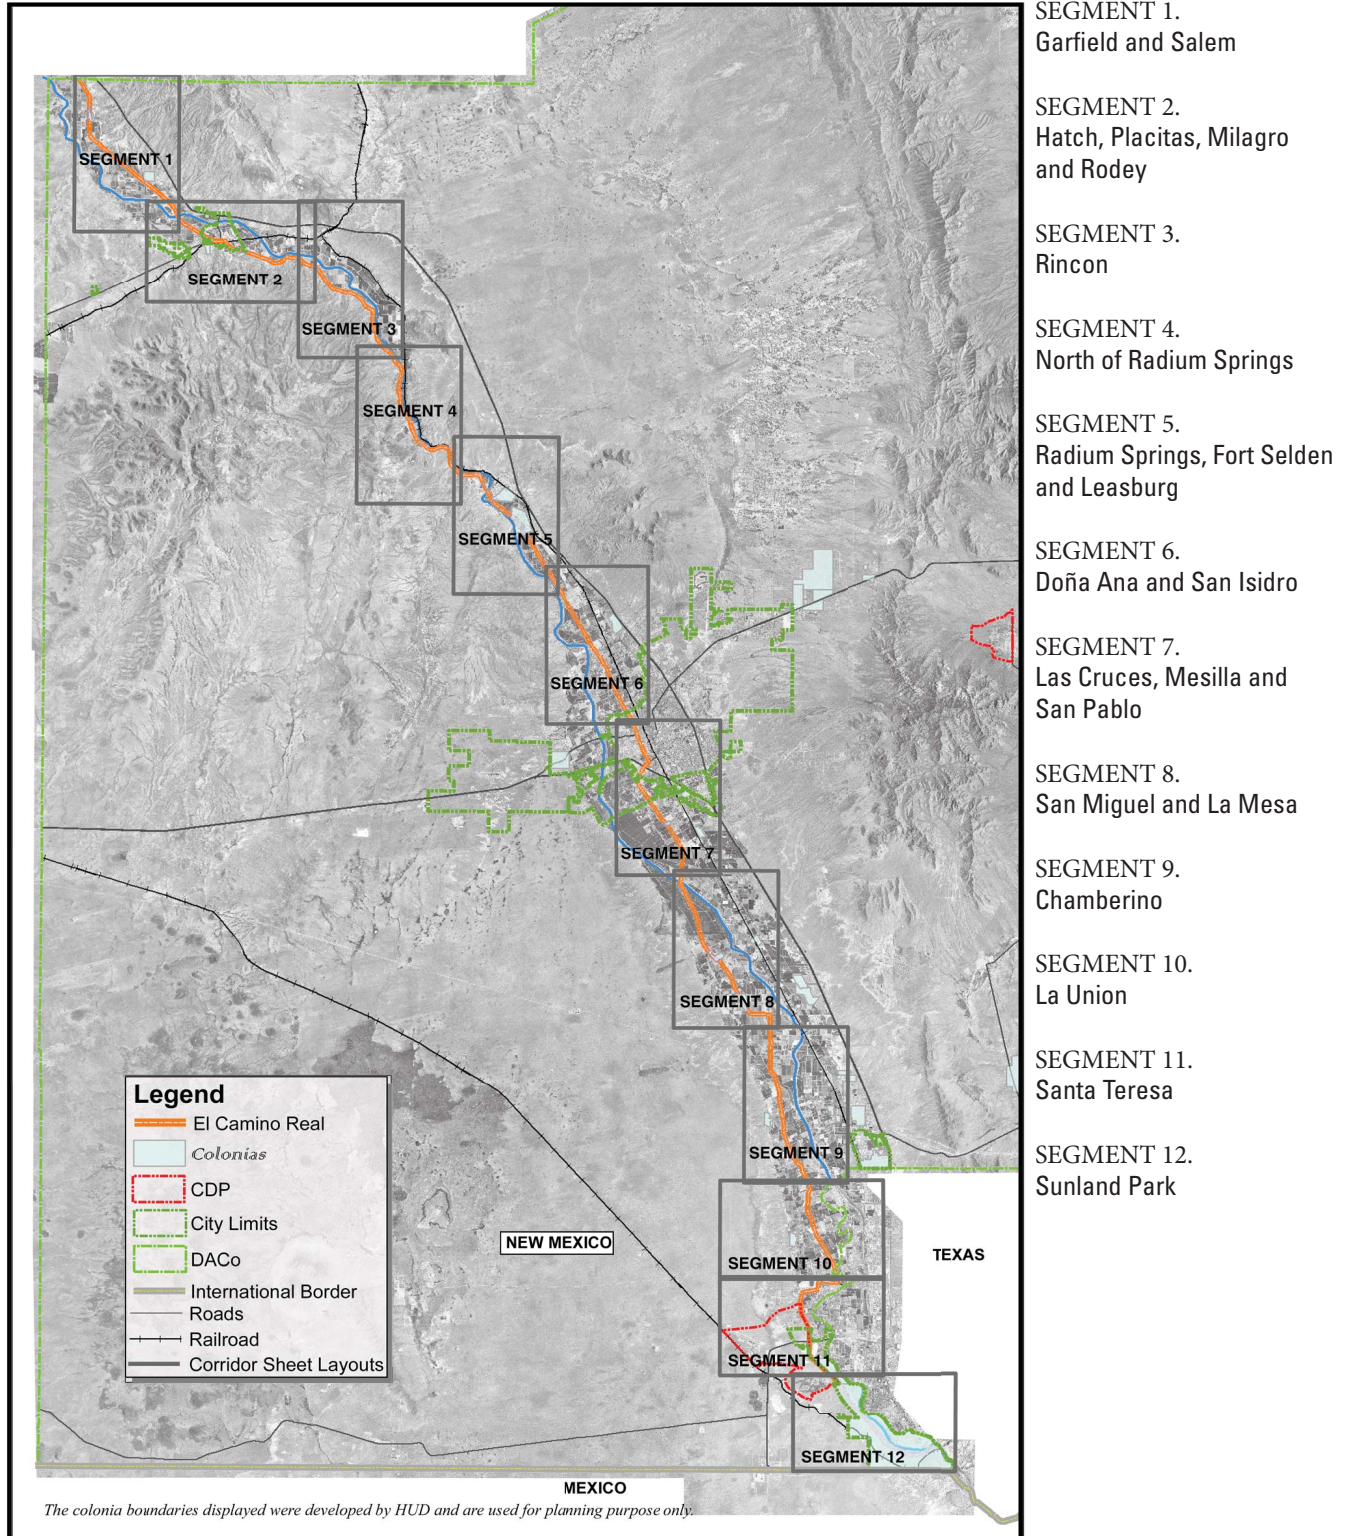 SEGMENT 1
SEGMENT 2
SEGMENT 3
SEGMENT 4
SEGMENT 5
SEGMENT 6
SEGMENT 7
SEGMENT 8
SEGMENT 9
SEGMENT 10
SEGMENT 11
SEGMENT 12
NEW MEXICO
TEXAS
MEXICO
Legend
El Camino Real
Colonias
CDP
City Limits
DACo
International Border
Roads
Railroad
Corridor Sheet Layouts
The colonia boundaries displayed were developed by HUD and are used for planning purpose only.
SEGMENT 1.
Garfield and Salem
SEGMENT 2.
Hatch, Placitas, Milagro
and Rodey
SEGMENT 3.
Rincon
SEGMENT 4.
North of Radium Springs
SEGMENT 5.
Radium Springs, Fort Selden
and Leasburg
SEGMENT 6.
Doña Ana and San Isidro
SEGMENT 7.
Las Cruces, Mesilla and
San Pablo
SEGMENT 8.
San Miguel and La Mesa
SEGMENT 9.
Chamberino
SEGMENT 10.
La Union
SEGMENT 11.
Santa Teresa
SEGMENT 12.
Sunland Park